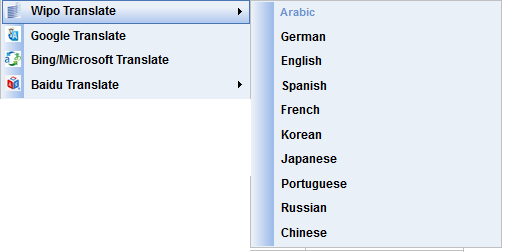 Wipo Translate
Google Translate
Bing/Microsoft Translate
Baidu Translate
Arabic
German
English
Spanish
French
Korean
Japanese
Portuguese
Russian
Chinese